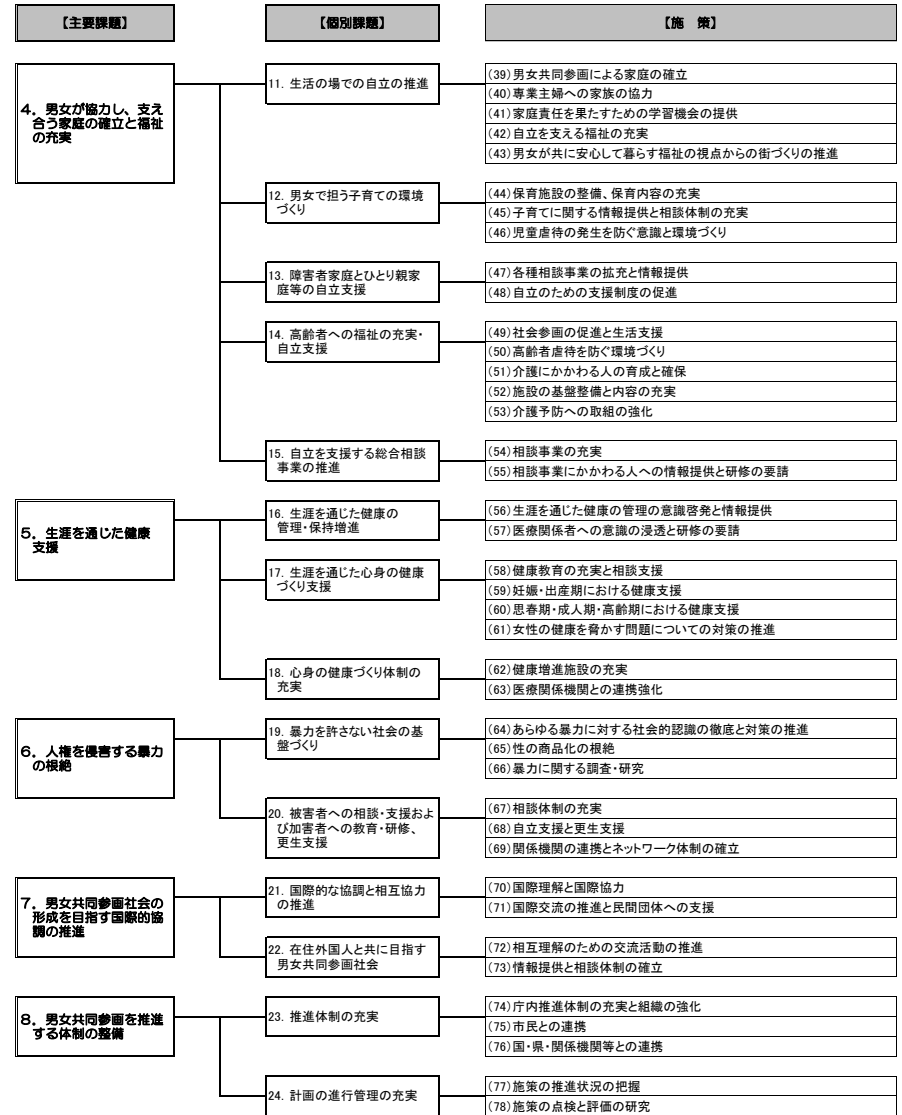 【主要課題】
【個別課題】
【施　策】
4．男女が協力し、支え
合う家庭の確立と福祉
の充実
11．生活の場での自立の推進
(39)男女共同参画による家庭の確立
(40)専業主婦への家族の協力
(41)家庭責任を果たすための学習機会の提供
(42)自立を支える福祉の充実
(43)男女が共に安心して暮らす福祉の視点からの街づくりの推進
12．男女で担う子育ての環境
づくり
(44)保育施設の整備、保育内容の充実
(45)子育てに関する情報提供と相談体制の充実
(46)児童虐待の発生を防ぐ意識と環境づくり
13．障害者家庭とひとり親家
庭等の自立支援
(47)各種相談事業の拡充と情報提供
(48)自立のための支援制度の促進
14．高齢者への福祉の充実・
自立支援
(49)社会参画の促進と生活支援
(50)高齢者虐待を防ぐ環境づくり
(51)介護にかかわる人の育成と確保
(52)施設の基盤整備と内容の充実
(53)介護予防への取組の強化
15．自立を支援する総合相談
事業の推進
(54)相談事業の充実
(55)相談事業にかかわる人への情報提供と研修の要請
5．生涯を通じた健康
支援
16．生涯を通じた健康の
管理・保持増進
(56)生涯を通じた健康の管理の意識啓発と情報提供
(57)医療関係者への意識の浸透と研修の要請
17．生涯を通じた心身の健康
づくり支援
(58)健康教育の充実と相談支援
(59)妊娠・出産期における健康支援
(60)思春期・成人期・高齢期における健康支援
(61)女性の健康を脅かす問題についての対策の推進
18．心身の健康づくり体制の
充実
(62)健康増進施設の充実
(63)医療関係機関との連携強化
6．人権を侵害する暴力
の根絶
19．暴力を許さない社会の基
盤づくり
(64)あらゆる暴力に対する社会的認識の徹底と対策の推進
(65)性の商品化の根絶
(66)暴力に関する調査・研究
20．被害者への相談・支援およ
び加害者への教育・研修、
更生支援
(67)相談体制の充実
(68)自立支援と更生支援
(69)関係機関の連携とネットワーク体制の確立
7．男女共同参画社会の
形成を目指す国際的協
調の推進
21．国際的な協調と相互協力
の推進
(70)国際理解と国際協力
(71)国際交流の推進と民間団体への支援
22．在住外国人と共に目指す
男女共同参画社会
(72)相互理解のための交流活動の推進
(73)情報提供と相談体制の確立
8．男女共同参画を推進
する体制の整備
23．推進体制の充実
(74)庁内推進体制の充実と組織の強化
(75)市民との連携
(76)国・県・関係機関等との連携
24．計画の進行管理の充実
(77)施策の推進状況の把握
(78)施策の点検と評価の研究